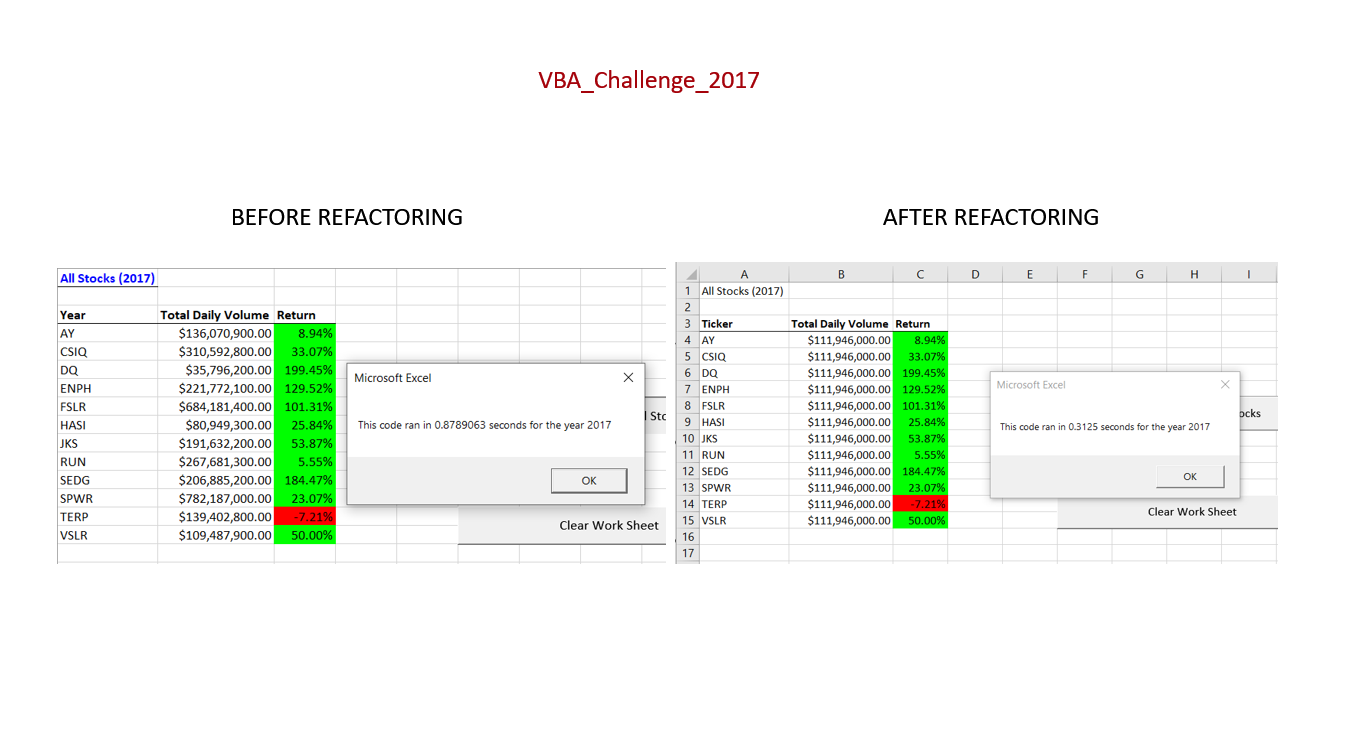 VBA_Challenge_2017
BEFORE REFACTORING
All Stocks (2017)
Year Total Daily Volume Return
AY $136,070,900.00 8.94%
CSIQ $310,592,800.00 33.07%
DQ $35,796,200.00 199.45%
ENPH $221,772,100.00 129.52%
FSLR $684,181,400.00 101.31%
HASI $80,949,300.00 25.84%
JKS $191,632,200.00 53.87%
RUN $267,681,300.00 5.55%
SEDG $206,885,200.00 184.47%
SPWR $782,187,000.00 23.07%
TERP $139,402,800.00 -7.21%
VSLR $109,487,900.00 50.00%
Microsoft Excel
This code ran in 0.8789063 seconds for the year 2017
OK
l Sto
Clear Work Sheet
AFTER REFACTORING
A B C D E F G H I
1 All Stocks (2017)
2
3 Ticker Total Daily Volume Return
4 AY $111,946,000.00 8.94%
5 CSIQ $111,946,000.00 33.07%
6 DQ $111,946,000.00 199.45%
7 ENPH $111,946,000.00 129.52%
8 FSLR $111,946,000.00 101.31%
9 HASI $111,946,000.00 25.84%
10 JKS $111,946,000.00 53.87%
11 RUN $111,946,000.00 5.55%
12 SEDG $111,946,000.00 184.47%
13 SPWR $111,946,000.00 23.07%
14 TERP $111,946,000.00 -7.21%
15 VSLR $111,946,000.00 50.00%
16
17
Microsoft Excel
This code ran in 0.3125 seconds for the year 2017
OK
ocks
Clear Work Sheet